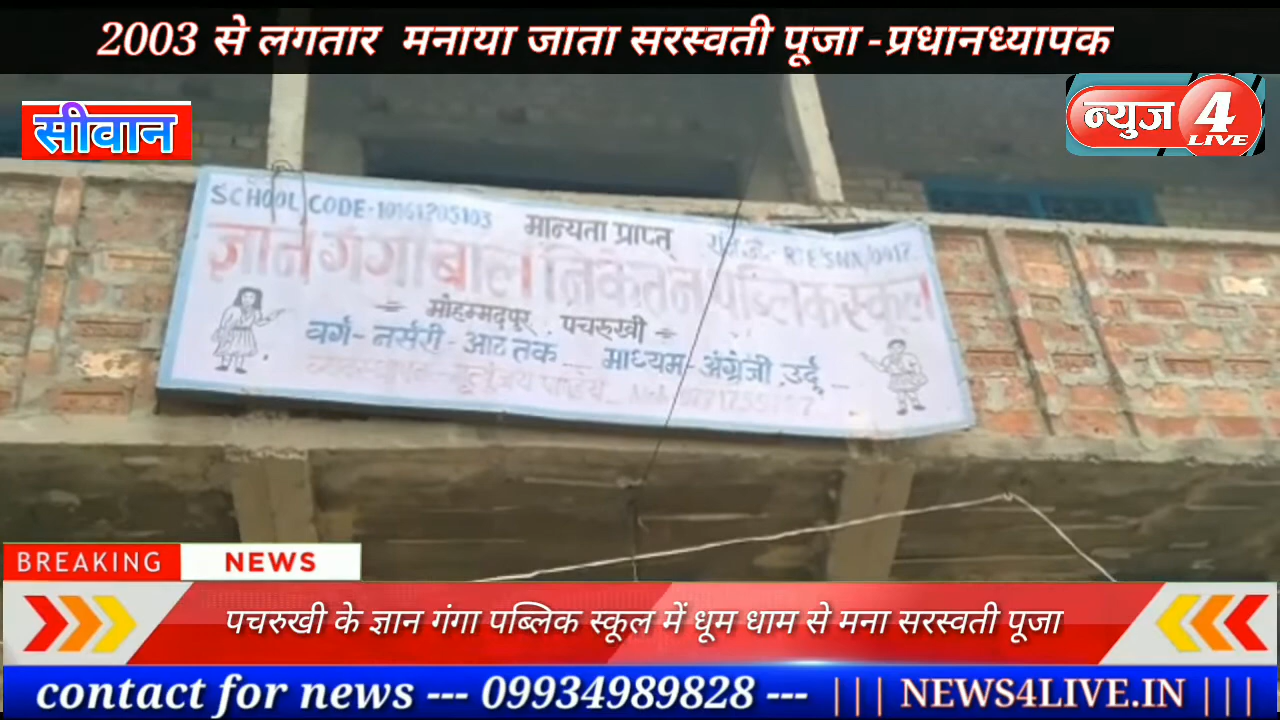 2003 से लगतार मनाया जाता सरस्वती पूजा -प्रधानध्यापक
सीवान
न्युज 4 LIVE
SCHOOL CODE-10161705103 मान्यता प्राप्त
ज्ञान गंगा बाल निकेतन पब्लिक स्कूल
मोहम्मदपुर, पचरुखी
वर्ग- नर्सरी - आठ तक माध्यम - अंग्रेजी, उर्दू
BREAKING NEWS
पचरुखी के ज्ञान गंगा पब्लिक स्कूल में धूम धाम से मना सरस्वती पूजा
contact for news --- 09934989828 --- ||| NEWS4LIVE.IN |||